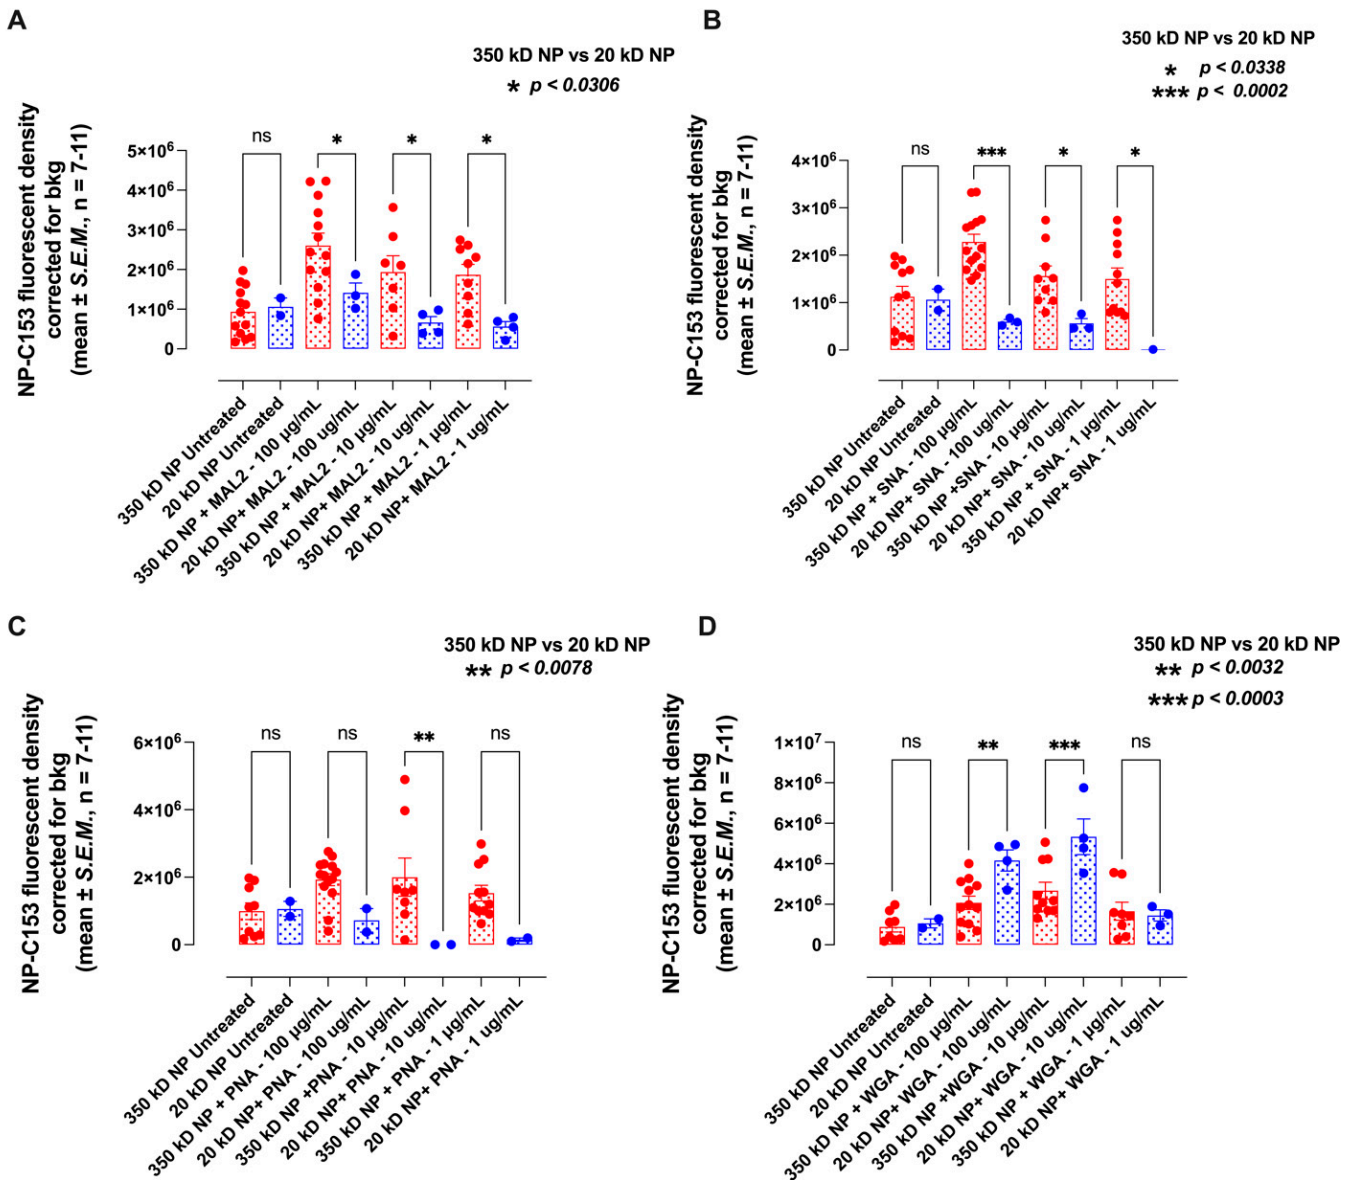 A
350 kD NP vs 20 kD NP
* p < 0.0306
NP-C153 fluorescent density
corrected for bkg
(mean ± S.E.M., n = 7-11)
5×10⁶
4×10⁶
3×10⁶
2×10⁶
1×10⁶
0
ns
*
*
*
350 kD NP Untreated
20 kD NP Untreated
350 kD NP + MAL2 - 100 µg/mL
20 kD NP+ MAL2 - 100 ug/mL
350 kD NP + MAL2 - 10 µg/mL
20 kD NP+ MAL2 - 10 ug/mL
350 kD NP + MAL2 - 1 µg/mL
20 kD NP+ MAL2 - 1 ug/mL
B
350 kD NP vs 20 kD NP
* p < 0.0338
*** p < 0.0002
NP-C153 fluorescent density
corrected for bkg
(mean ± S.E.M., n = 7-11)
4×10⁶
3×10⁶
2×10⁶
1×10⁶
0
ns
***
*
*
350 kD NP Untreated
20 kD NP Untreated
350 kD NP + SNA - 100 µg/mL
20 kD NP+ SNA - 100 ug/mL
350 kD NP +SNA - 10 µg/mL
20 kD NP+ SNA - 10 ug/mL
350 kD NP + SNA - 1 µg/mL
20 kD NP+ SNA - 1 ug/mL
C
350 kD NP vs 20 kD NP
** p < 0.0078
NP-C153 fluorescent density
corrected for bkg
(mean ± S.E.M., n = 7-11)
6×10⁶
4×10⁶
2×10⁶
0
ns
ns
**
ns
350 kD NP Untreated
20 kD NP Untreated
350 kD NP + PNA - 100 µg/mL
20 kD NP+ PNA - 100 ug/mL
350 kD NP +PNA - 10 µg/mL
20 kD NP+ PNA - 10 ug/mL
350 kD NP + PNA - 1 µg/mL
20 kD NP+ PNA - 1 ug/mL
D
350 kD NP vs 20 kD NP
** p < 0.0032
*** p < 0.0003
NP-C153 fluorescent density
corrected for bkg
(mean ± S.E.M., n = 7-11)
1×10⁷
8×10⁶
6×10⁶
4×10⁶
2×10⁶
0
ns
**
***
ns
350 kD NP Untreated
20 kD NP Untreated
350 kD NP + WGA - 100 µg/mL
20 kD NP+ WGA - 100 ug/mL
350 kD NP +WGA - 10 µg/mL
20 kD NP+ WGA - 10 ug/mL
350 kD NP + WGA - 1 µg/mL
20 kD NP+ WGA - 1 ug/mL